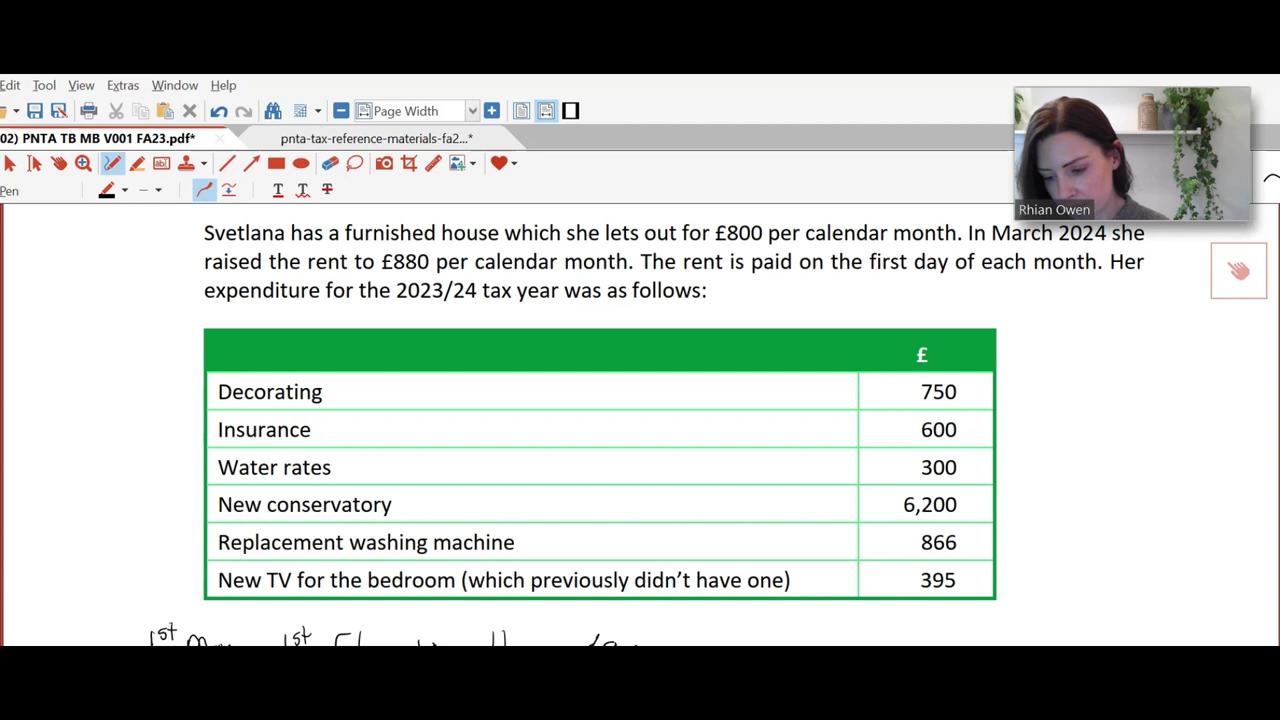 Edit Tool View Extras Window Help
Page Width
02) PNTA TB MB V001 FA23.pdf* pnta-tax-reference-materials-fa2...*
Pen
Rhian Owen
Svetlana has a furnished house which she lets out for £800 per calendar month. In March 2024 she
raised the rent to £880 per calendar month. The rent is paid on the first day of each month. Her
expenditure for the 2023/24 tax year was as follows:
£
Decorating 750
Insurance 600
Water rates 300
New conservatory 6,200
Replacement washing machine 866
New TV for the bedroom (which previously didn't have one) 395
1st 1st